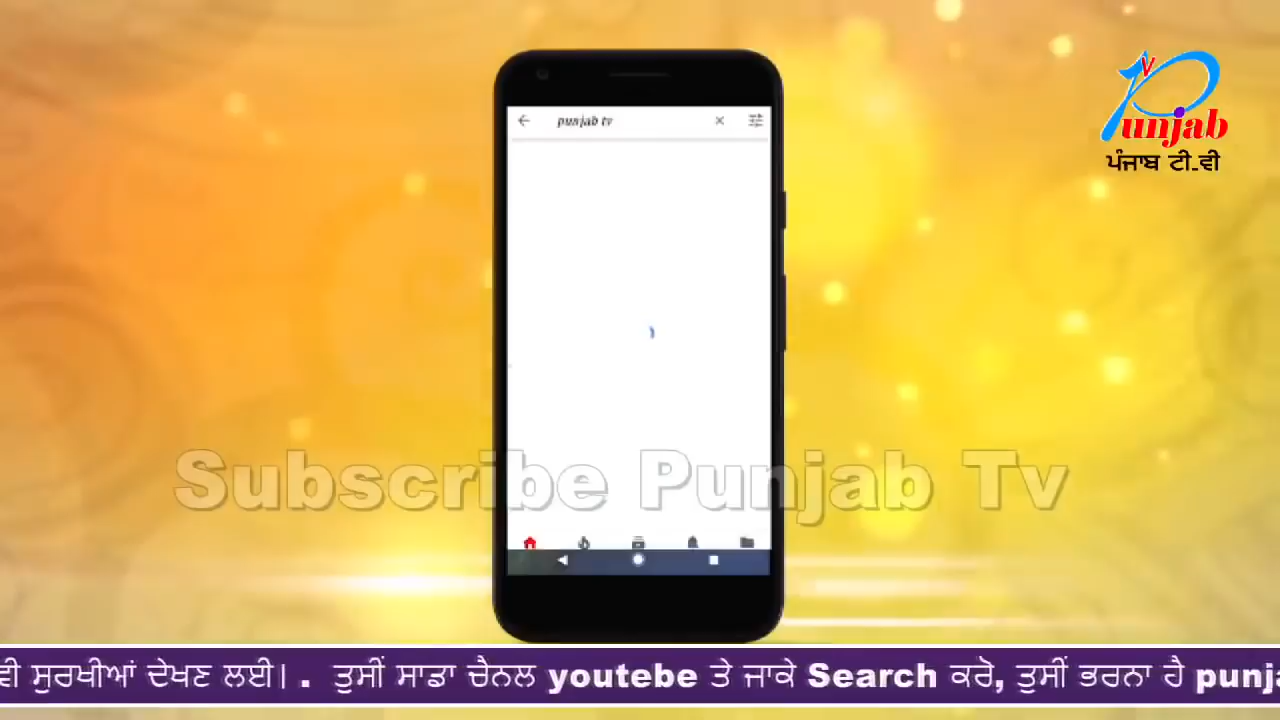 punjab tv
Punjab
ਪੰਜਾਬ ਟੀ.ਵੀ
Subscribe Punjab Tv
ਵੀ ਸੁਰਖੀਆਂ ਦੇਖਣ ਲਈ। . ਤੁਸੀਂ ਸਾਡਾ ਚੈਨਲ youtebe ਤੇ ਜਾਕੇ Search ਕਰੋ, ਤੁਸੀਂ ਭਰਨਾ ਹੈ punja